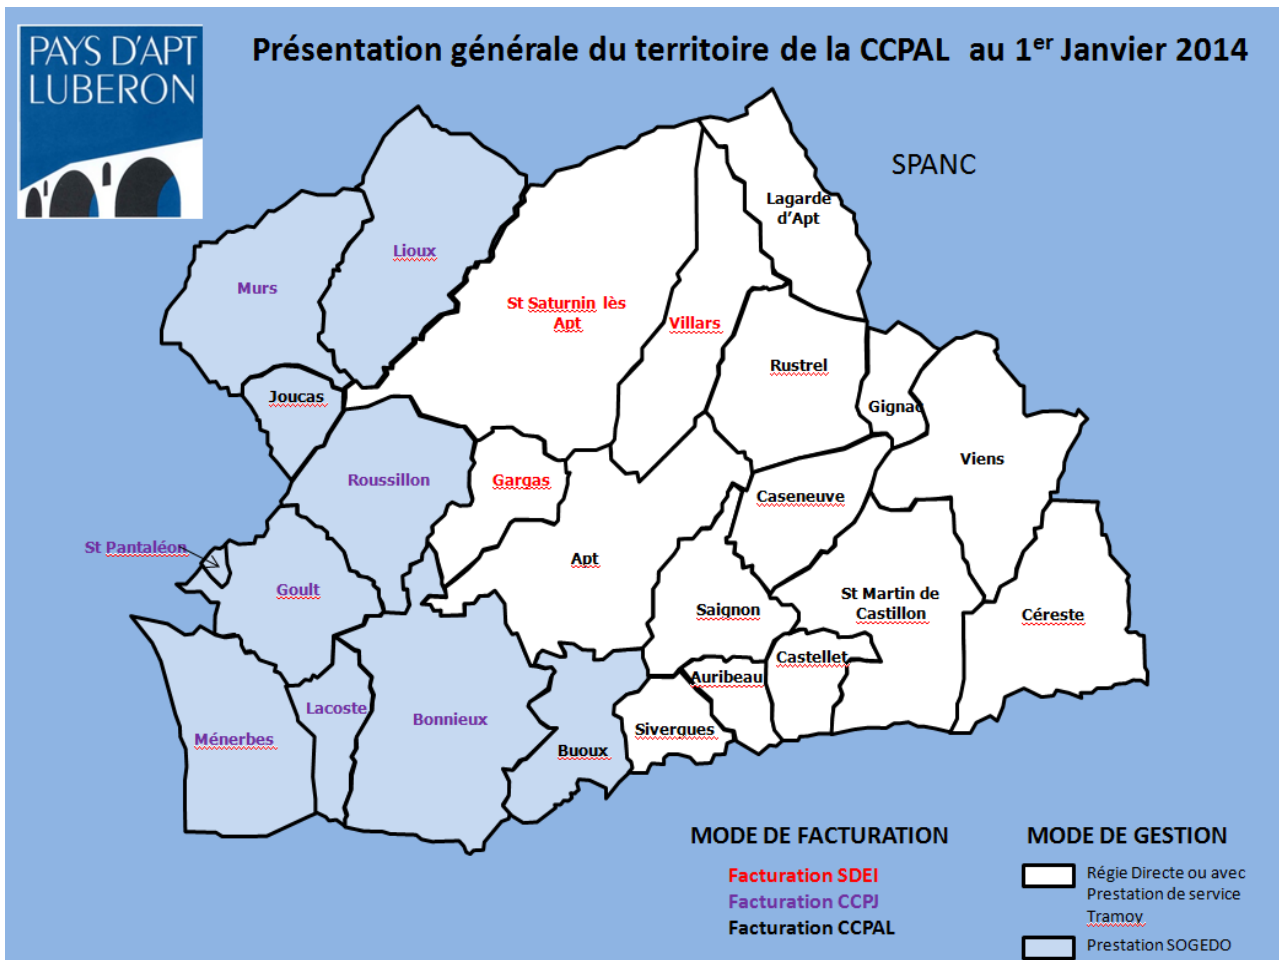 PAYS D'APT
LUBERON
Présentation générale du territoire de la CCPAL au 1er Janvier 2014
SPANC
Lagarde
d'Apt
Lioux
Murs
St Saturnin lès
Apt
Villars
Rustrel
Joucas
Gignac
Viens
Roussillon
Gargas
Caseneuve
St Pantaléon
Apt
Goult
St Martin de
Castillon
Saignon
Céreste
Castellet
Auribeau
Lacoste
Bonnieux
Sivergues
Ménerbes
Buoux
MODE DE FACTURATION
Facturation SDEI
Facturation CCPJ
Facturation CCPAL
MODE DE GESTION
Régie Directe ou avec
Prestation de service
Tramoy
Prestation SOGEDO